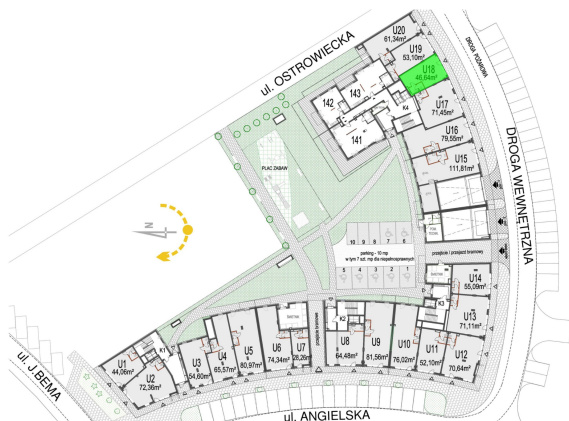 U20
61,34m²
U19
53,10m²
U18
46,64m²
ul. OSTROWIECKA
DROGA POŻAROWA
143
142
141
K4
U17
71,45m²
U16
79,55m²
U15
111,81m²
DROGA WEWNĘTRZNA
PLAC ZABAW
N
10 9 8 7 6
parking - 10 mp
w tym 7 szt. mp dla niepełnosprawnych
5 4 3 2 1
przejście / przejazd bramowy
U14
55,09m²
K3
U13
71,11m²
U12
70,64m²
U11
52,10m²
U10
76,02m²
U9
81,56m²
K2
U8
64,48m²
przejście bramowe
U7
28,26m²
U6
74,34m²
U5
80,97m²
U4
65,57m²
U3
54,60m²
K1
U2
72,36m²
U1
44,06m²
ul. J.BEMA
ul. ANGIELSKA